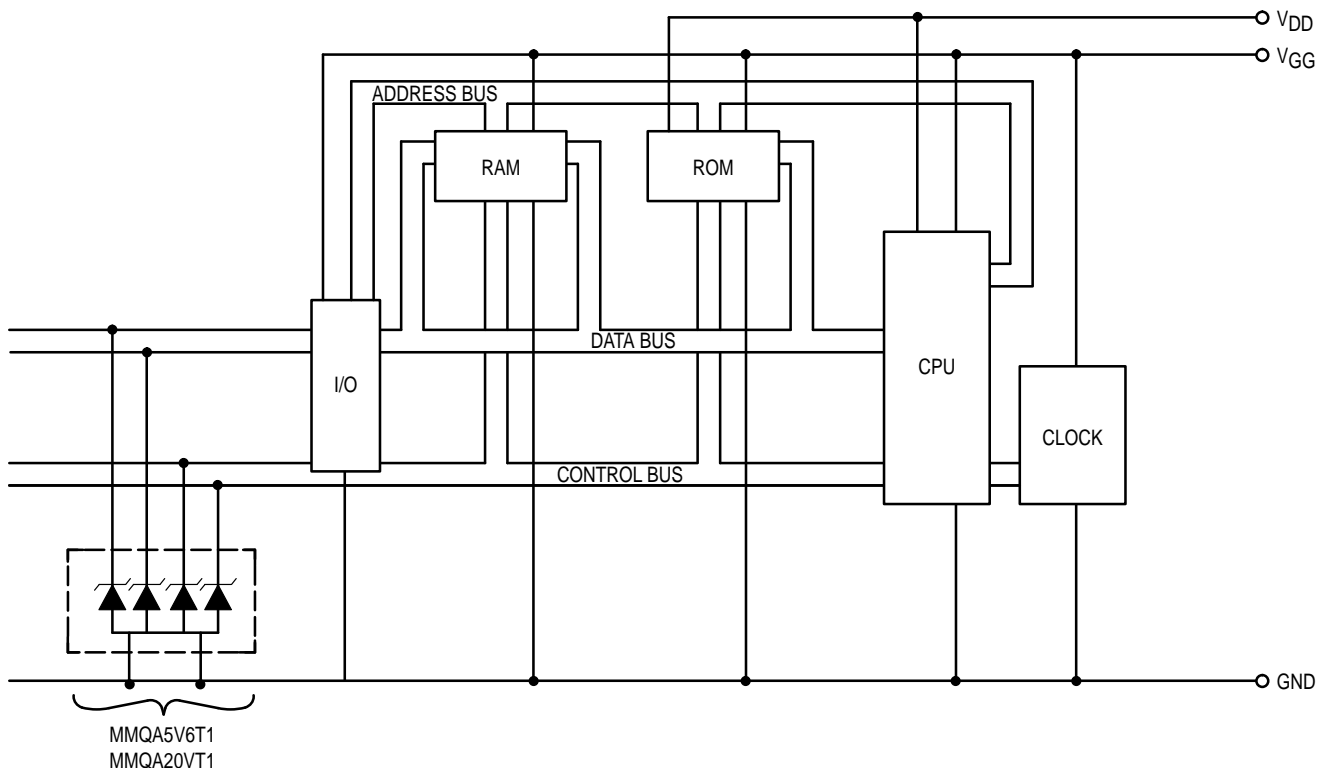 VDD
VGG
ADDRESS BUS
RAM
ROM
DATA BUS
I/O
CPU
CLOCK
CONTROL BUS
GND
MMQA5V6T1
MMQA20VT1